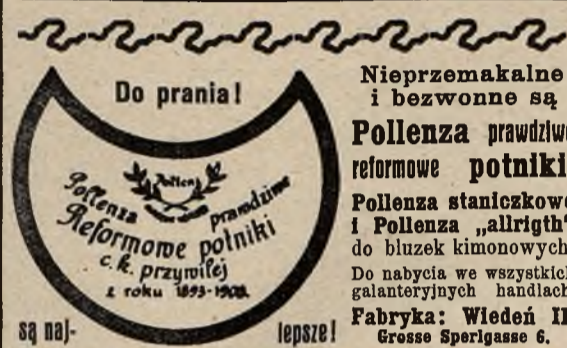 Do prania!
Pollen
Pollenza prawdziwe
Reformowe potniki
c. k. przywilej
z roku 1893-1908.
są naj- lepsze!
Nieprzemakalne
i bezwonne są
Pollenza prawdziwe
reformowe potniki
Pollenza staniczkowe
i Pollenza „allrigth"
do bluzek kimonowych
Do nabycia we wszystkich
galanteryjnych handlach
Fabryka: Wiedeń II
Grosse Sperlgasse 6.